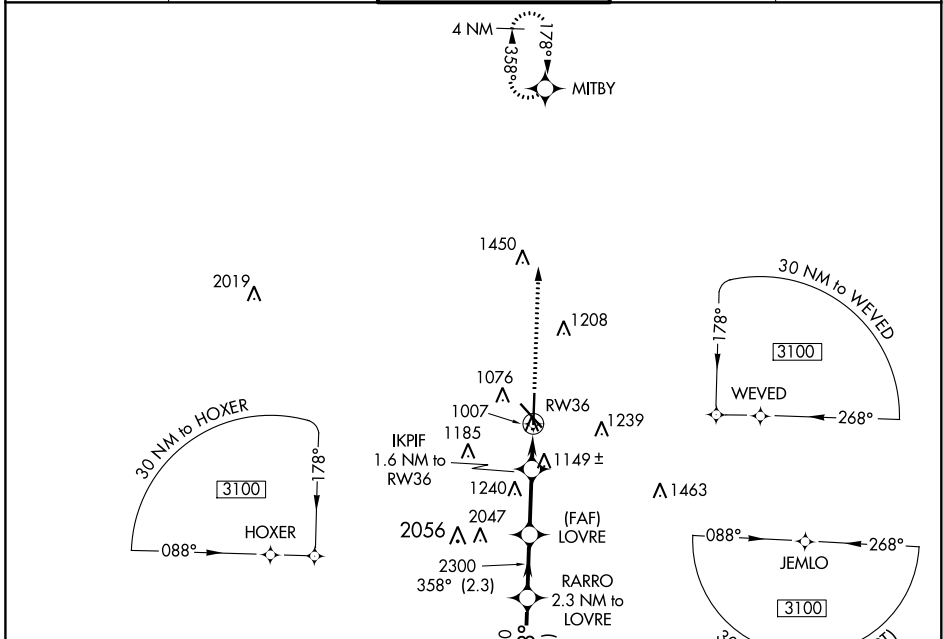 4 NM
178°
358°
MITBY
1450
2019
30 NM to WEVED
1208
178°
3100
1076
WEVED
1007
RW36
268°
30 NM to HOXER
1239
IKPIF
1185
1.6 NM to
1149 ±
RW36
178°
3100
1240
1463
HOXER
2056
2047
(FAF)
LOVRE
088°
088°
268°
JEMLO
2300
358° (2.3)
RARRO
2.3 NM to
LOVRE
3100